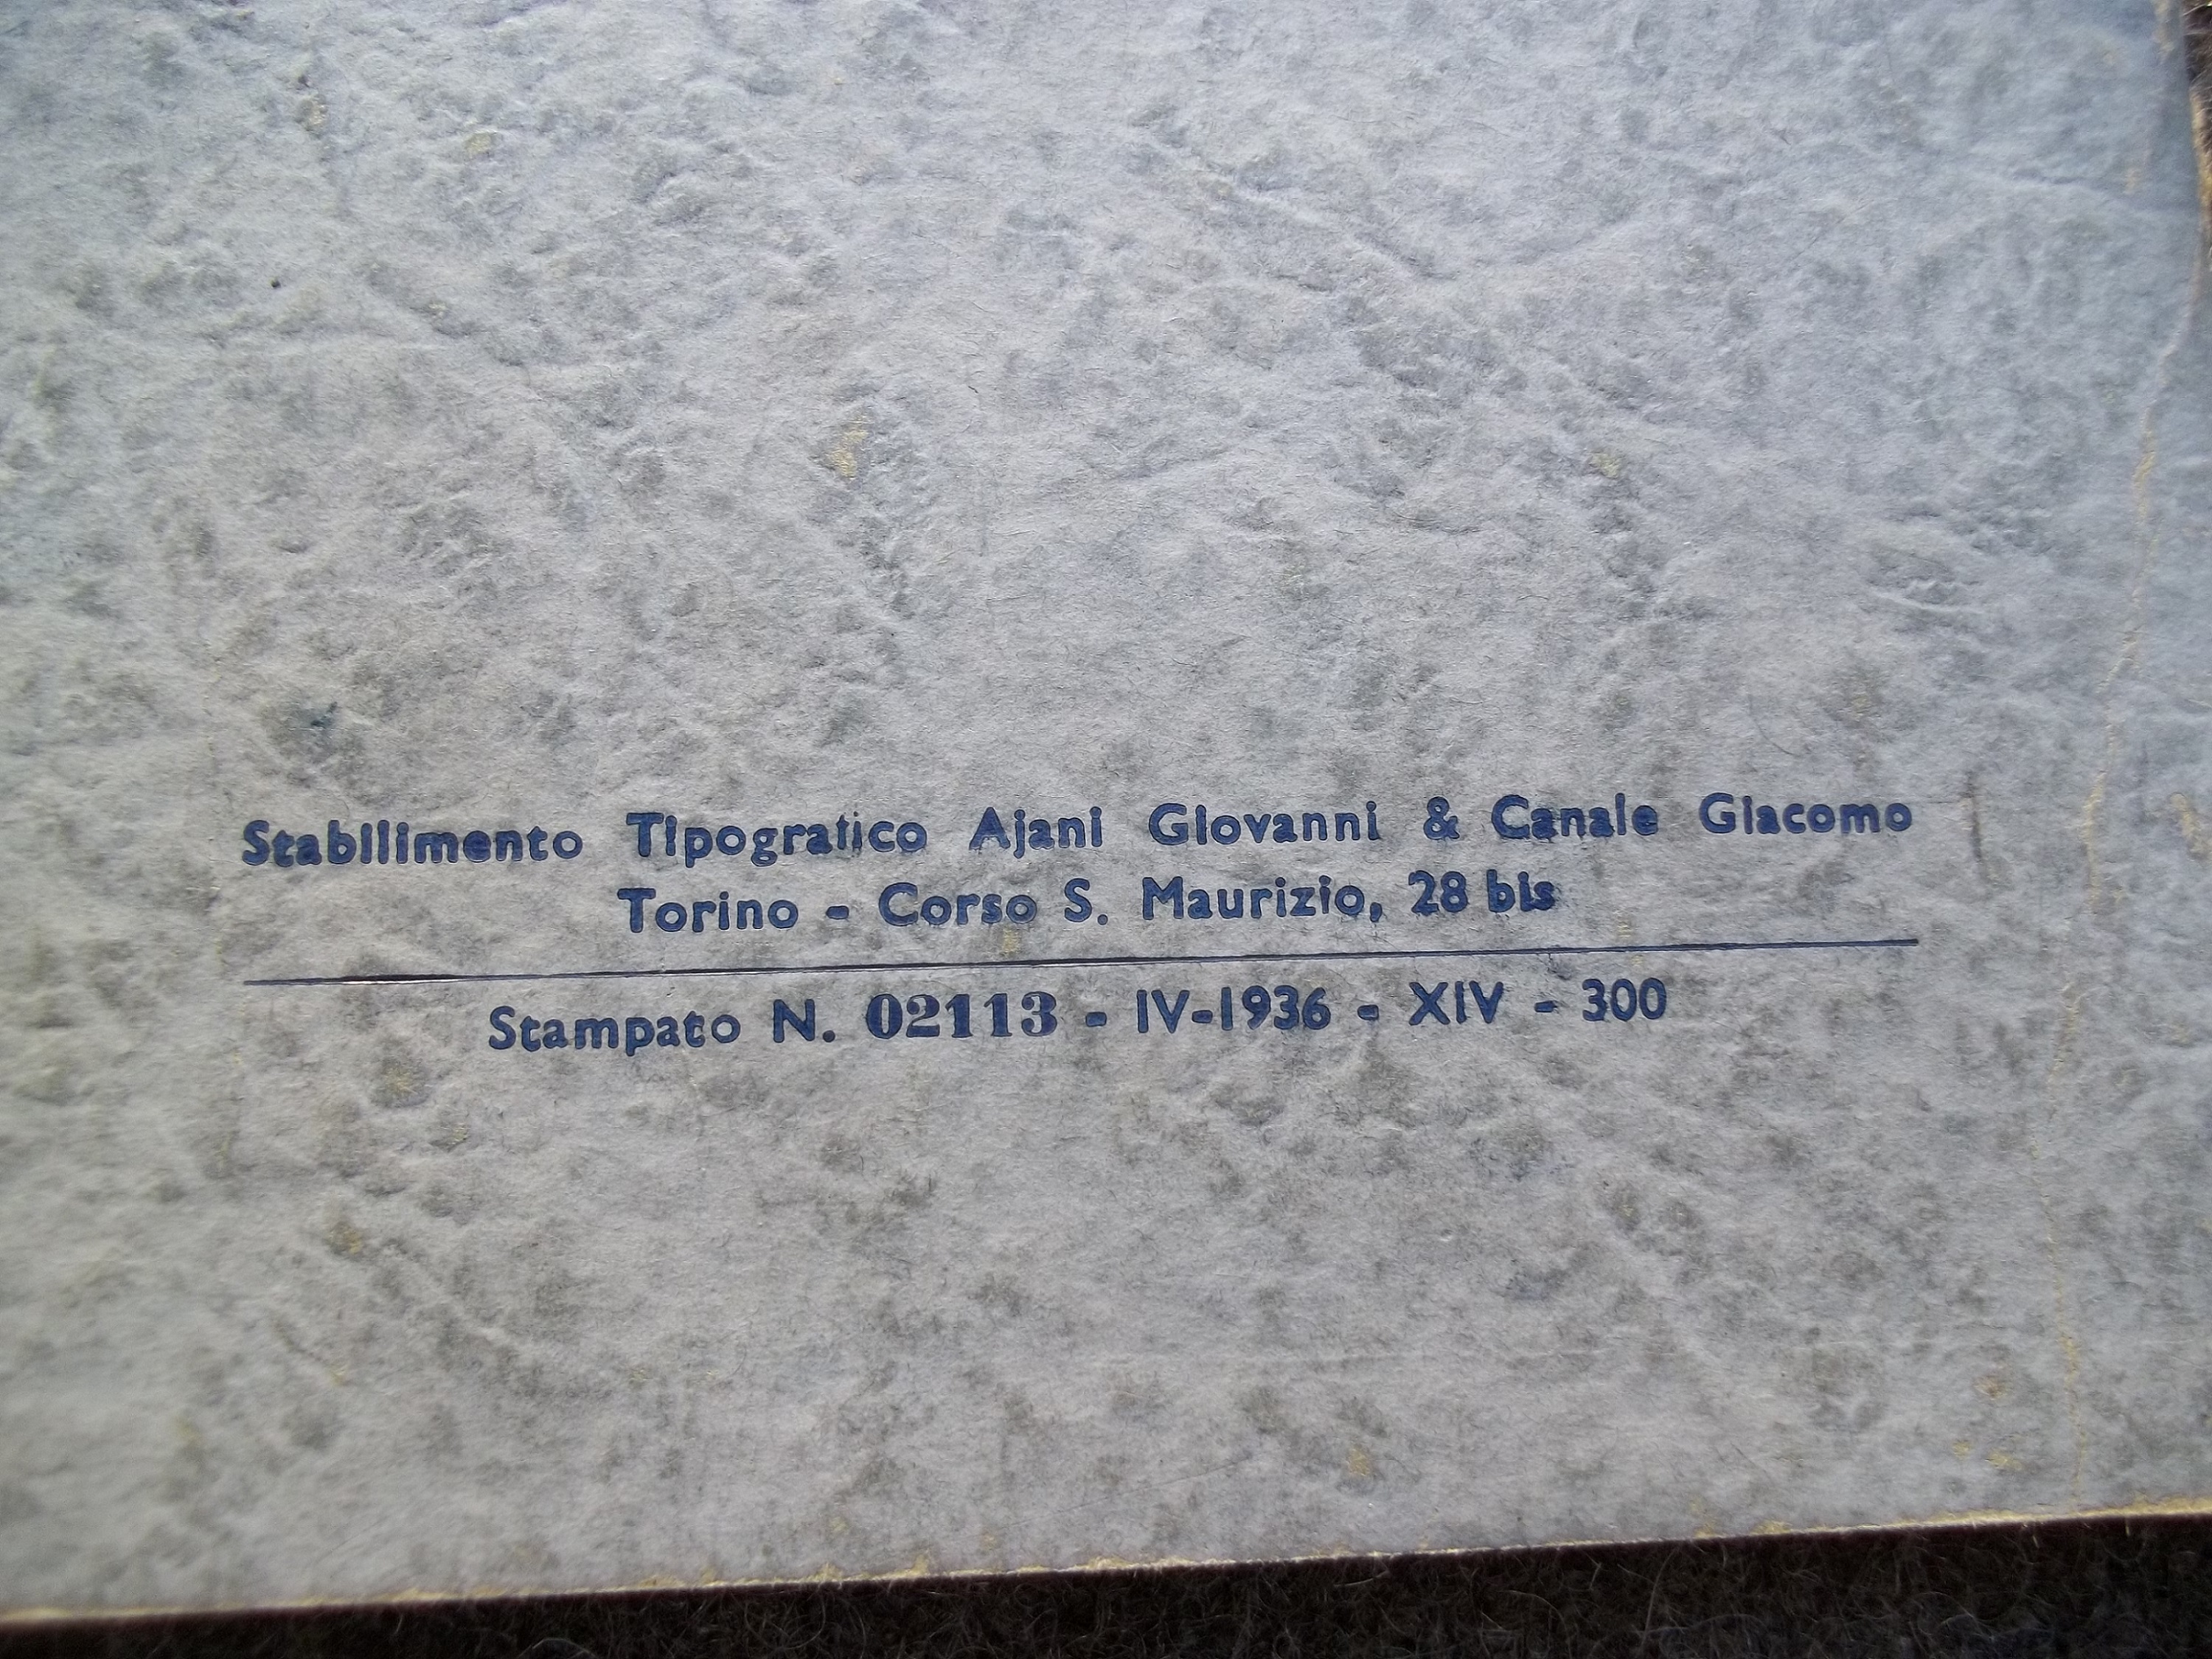 Stabilimento Tipografico Ajani Giovanni & Canale Giacomo
Torino - Corso S. Maurizio, 28 bis
Stampato N. 02113 - IV-1936 - XIV - 300